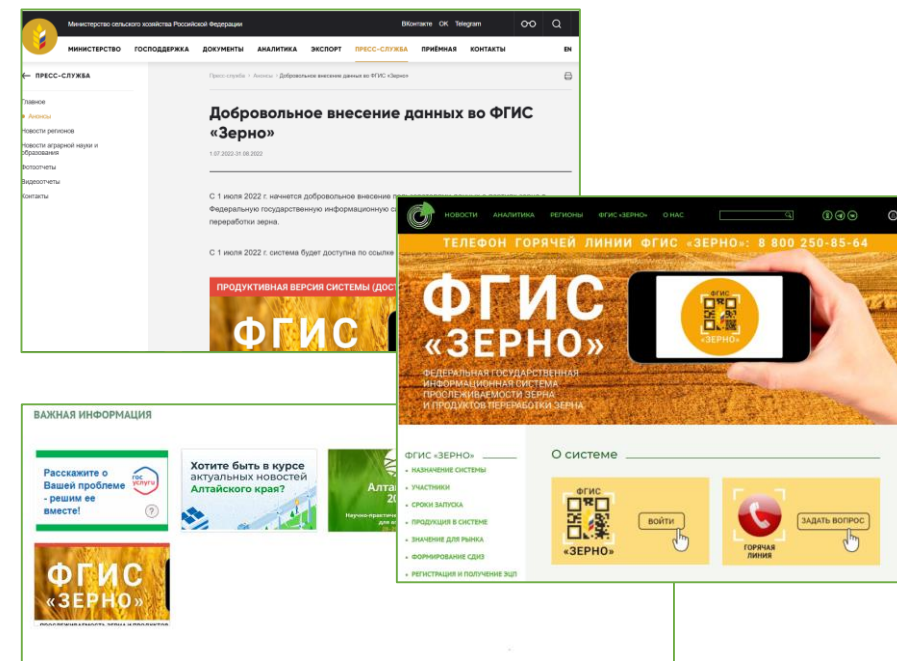 Министерство сельского хозяйства Российской Федерации
ВКонтакте OK Telegram
МИНИСТЕРСТВО ГОСПОДДЕРЖКА ДОКУМЕНТЫ АНАЛИТИКА ЭКСПОРТ ПРЕСС-СЛУЖБА ПРИЁМНАЯ КОНТАКТЫ EN
← ПРЕСС-СЛУЖБА
Пресс-служба › Анонсы › Добровольное внесение данных во ФГИС «Зерно»
Главное
Анонсы
Новости регионов
Новости аграрной науки и
образования
Фотоотчеты
Видеоотчеты
Контакты
Добровольное внесение данных во ФГИС
«Зерно»
1.07.2022-31.08.2022
С 1 июля 2022 г. начнется добровольное внесение
Федеральную государственную информационную
переработки зерна.
С 1 июля 2022 г. система будет доступна по ссылке
ПРОДУКТИВНАЯ ВЕРСИЯ СИСТЕМЫ
ФГИС
НОВОСТИ АНАЛИТИКА РЕГИОНЫ ФГИС «ЗЕРНО» О НАС
ТЕЛЕФОН ГОРЯЧЕЙ ЛИНИИ ФГИС «ЗЕРНО»: 8 800 250-85-64
ФГИС
«ЗЕРНО»
ФЕДЕРАЛЬНАЯ ГОСУДАРСТВЕННАЯ
ИНФОРМАЦИОННАЯ СИСТЕМА
ПРОСЛЕЖИВАЕМОСТИ ЗЕРНА
И ПРОДУКТОВ ПЕРЕРАБОТКИ ЗЕРНА
ФГИС
«ЗЕРНО»
ФГИС «ЗЕРНО»
НАЗНАЧЕНИЕ СИСТЕМЫ
УЧАСТНИКИ
СРОКИ ЗАПУСКА
ПРОДУКЦИЯ В СИСТЕМЕ
ЗНАЧЕНИЕ ДЛЯ РЫНКА
ФОРМИРОВАНИЕ СДИЗ
РЕГИСТРАЦИЯ И ПОЛУЧЕНИЕ ЭЦП
О системе
ФГИС
«ЗЕРНО»
ВОЙТИ
ГОРЯЧАЯ
ЛИНИЯ
ЗАДАТЬ ВОПРОС
ВАЖНАЯ ИНФОРМАЦИЯ
Расскажите о
Вашей проблеме
- решим ее
вместе!
гос
услуги
?
Хотите быть в курсе
актуальных новостей
Алтайского края?
ФГИС
«ЗЕРНО»
ПРОСЛЕЖИВАЕМОСТЬ ЗЕРНА И ПРОДУКТОВ